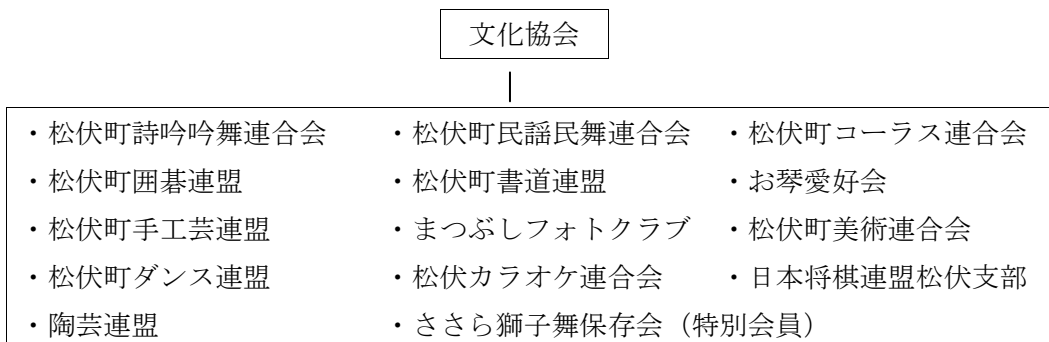 文化協会
・松伏町詩吟吟舞連合会　・松伏町民謡民舞連合会　・松伏町コーラス連合会
・松伏町囲碁連盟　・松伏町書道連盟　・お琴愛好会
・松伏町手工芸連盟　・まつぶしフォトクラブ　・松伏町美術連合会
・松伏町ダンス連盟　・松伏カラオケ連合会　・日本将棋連盟松伏支部
・陶芸連盟　・ささら獅子舞保存会（特別会員）